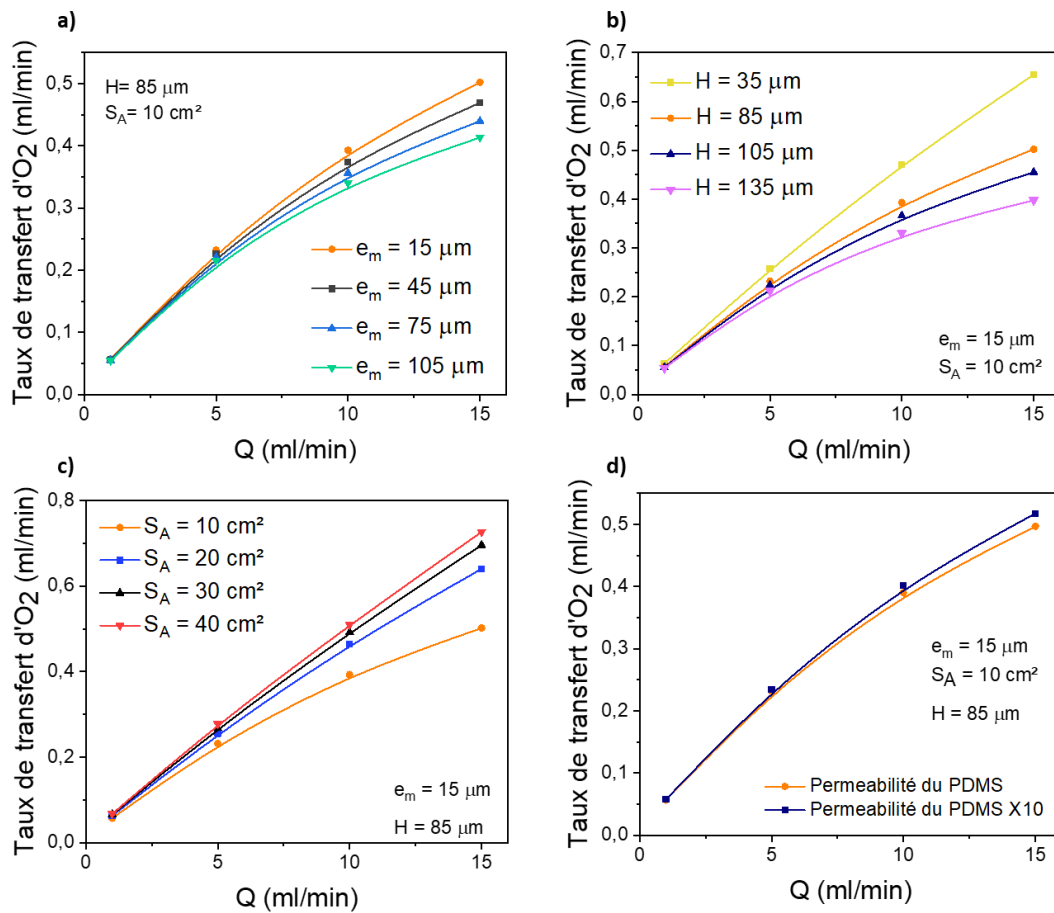 a)
Taux de transfert d'O₂ (ml/min)
H= 85 μm
S_A= 10 cm²
0,5
0,4
0,3
0,2
0,1
0,0
e_m = 15 μm
e_m = 45 μm
e_m = 75 μm
e_m = 105 μm
0 5 10 15
Q (ml/min)
b)
Taux de transfert d'O₂ (ml/min)
0,7
0,6
0,5
0,4
0,3
0,2
0,1
0,0
H = 35 μm
H = 85 μm
H = 105 μm
H = 135 μm
e_m = 15 μm
S_A = 10 cm²
0 5 10 15
Q (ml/min)
c)
Taux de transfert d'O₂ (ml/min)
0,8
0,6
0,4
0,2
0,0
S_A = 10 cm²
S_A = 20 cm²
S_A = 30 cm²
S_A = 40 cm²
e_m = 15 μm
H = 85 μm
0 5 10 15
Q (ml/min)
d)
Taux de transfert d'O₂ (ml/min)
0,5
0,4
0,3
0,2
0,1
0,0
e_m = 15 μm
S_A = 10 cm²
H = 85 μm
Permeabilité du PDMS
Permeabilité du PDMS X10
0 5 10 15
Q (ml/min)